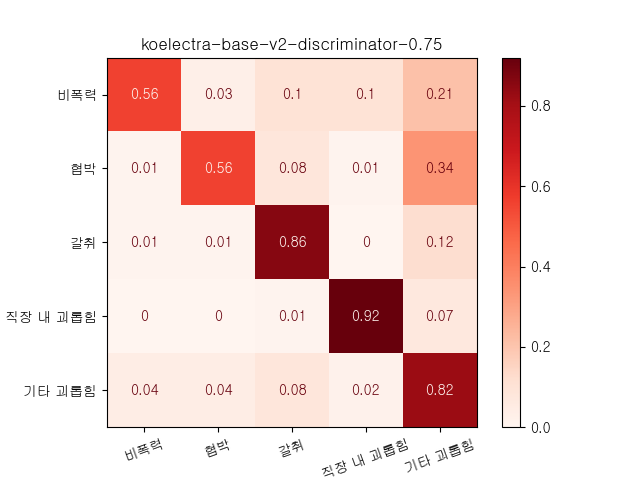 koelectra-base-v2-discriminator-0.75
비폭력 0.56 0.03 0.1 0.1 0.21
협박 0.01 0.56 0.08 0.01 0.34
갈취 0.01 0.01 0.86 0 0.12
직장 내 괴롭힘 0 0 0.01 0.92 0.07
기타 괴롭힘 0.04 0.04 0.08 0.02 0.82
비폭력 협박 갈취 직장 내 괴롭힘 기타 괴롭힘
0.8
0.6
0.4
0.2
0.0